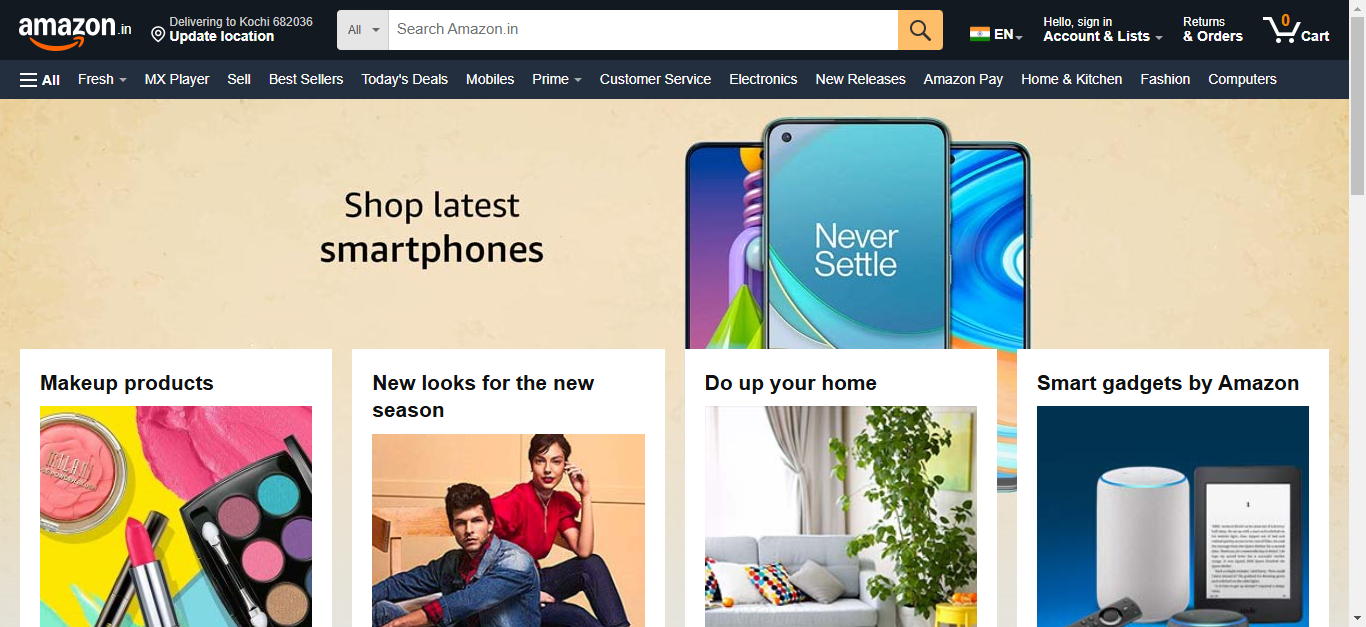 amazon.in
Delivering to Kochi 682036
Update location
All
Search Amazon.in
EN
Hello, sign in
Account & Lists
Returns
& Orders
0
Cart
All
Fresh
MX Player
Sell
Best Sellers
Today's Deals
Mobiles
Prime
Customer Service
Electronics
New Releases
Amazon Pay
Home & Kitchen
Fashion
Computers
Shop latest
smartphones
Never
Settle
Makeup products
New looks for the new
season
Do up your home
Smart gadgets by Amazon
MILANI